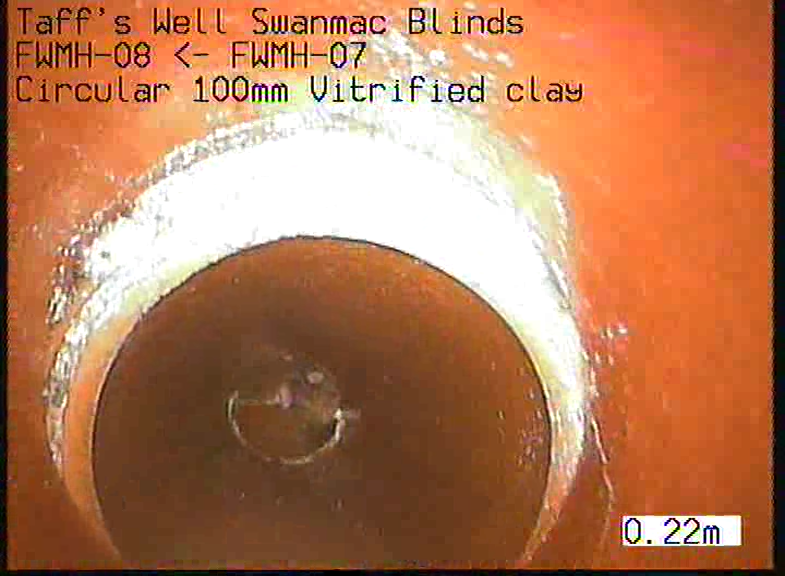 Taff's Well Swanmac Blinds
FWMH-08 <- FWMH-07
Circular 100mm Vitrified clay
0.22m